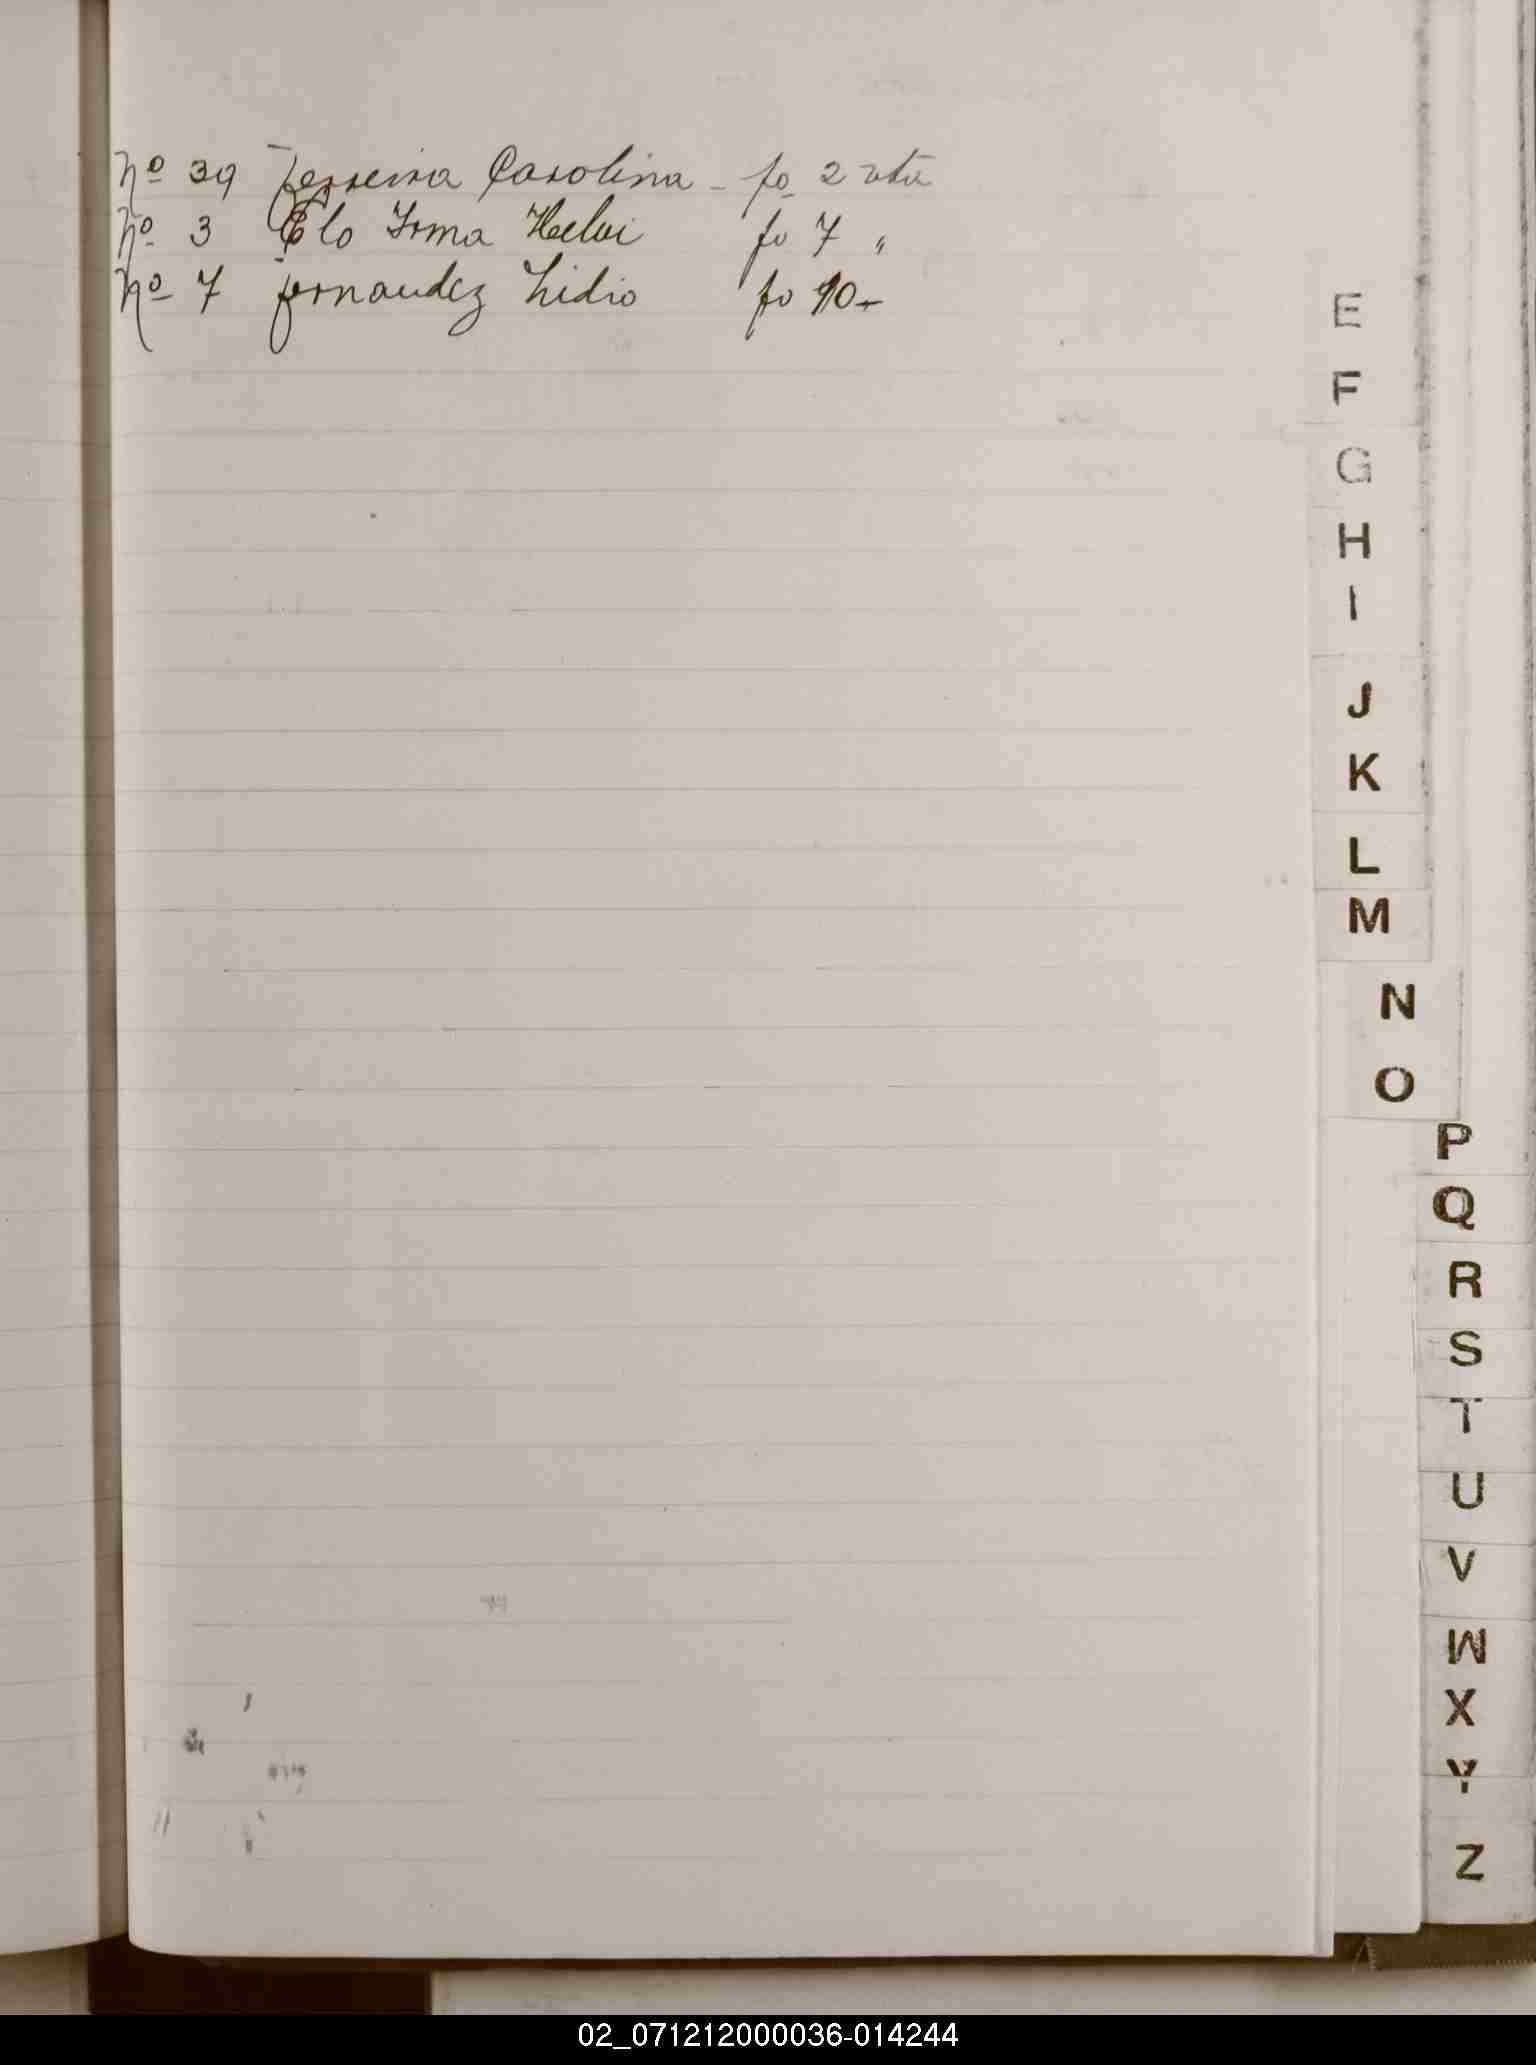 Nº 39 Ferreira Carolina - fo 2 vta
Nº 3 Elo Irma Helvi fo 7 "
Nº 7 Fernandez Lidio fo 10-
E
F
G
H
I
J
K
L
M
N
O
P
Q
R
S
T
U
V
W
X
Y
Z
02_071212000036-014244